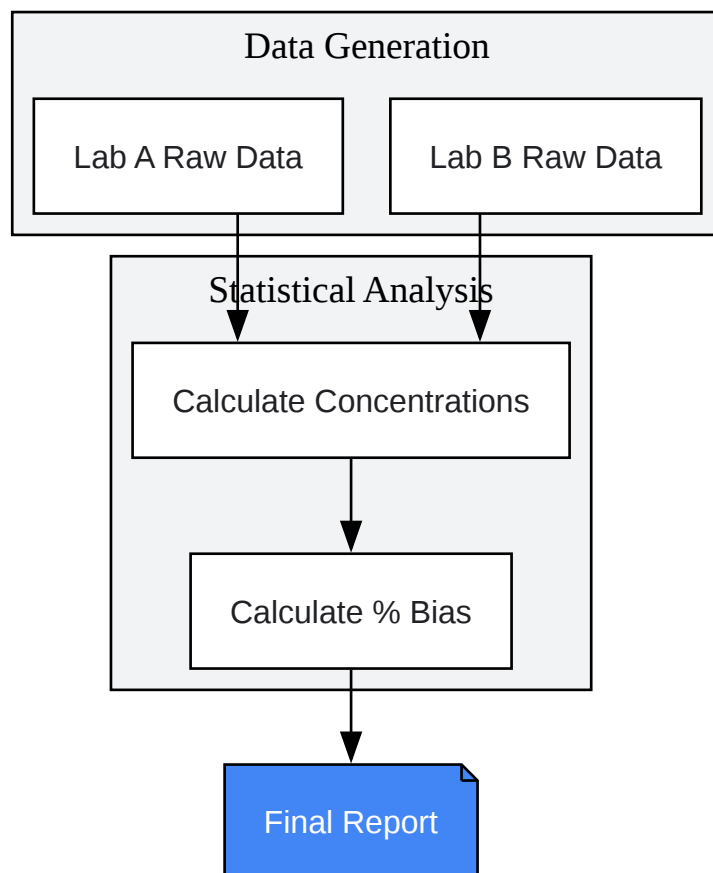 Data Generation
Lab A Raw Data
Lab B Raw Data
Statistical Analysis
Calculate Concentrations
Calculate % Bias
Final Report